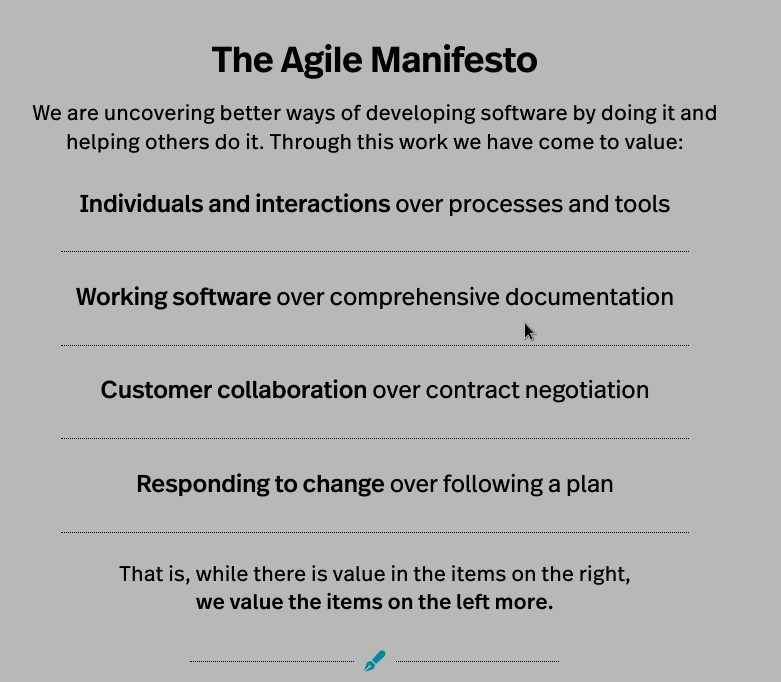 The Agile Manifesto
We are uncovering better ways of developing software by doing it and
helping others do it. Through this work we have come to value:
Individuals and interactions over processes and tools
Working software over comprehensive documentation
Customer collaboration over contract negotiation
Responding to change over following a plan
That is, while there is value in the items on the right,
we value the items on the left more.